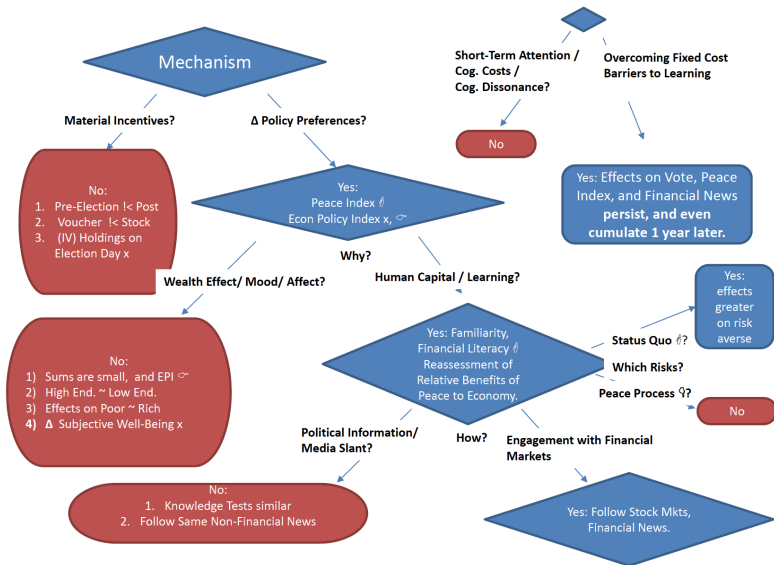 Mechanism
Material Incentives?
Δ Policy Preferences?
No:
1. Pre-Election !< Post
2. Voucher !< Stock
3. (IV) Holdings on
Election Day x
Yes:
Peace Index ✌
Econ Policy Index x, 👉
Why?
Wealth Effect/ Mood/ Affect?
Human Capital / Learning?
No:
1) Sums are small, and EPI 👉
2) High End. ~ Low End.
3) Effects on Poor ~ Rich
4) Δ Subjective Well-Being x
Yes: Familiarity,
Financial Literacy ✌
Reassessment of
Relative Benefits of
Peace to Economy.
Status Quo ✌?
Which Risks?
Peace Process ?
Yes:
effects
greater
on risk
averse
No
Political Information/
Media Slant?
How?
Engagement with Financial
Markets
No:
1. Knowledge Tests similar
2. Follow Same Non-Financial News
Yes: Follow Stock Mkts,
Financial News.
Short-Term Attention /
Cog. Costs /
Cog. Dissonance?
Overcoming Fixed Cost
Barriers to Learning
No
Yes: Effects on Vote, Peace
Index, and Financial News
persist, and even
cumulate 1 year later.